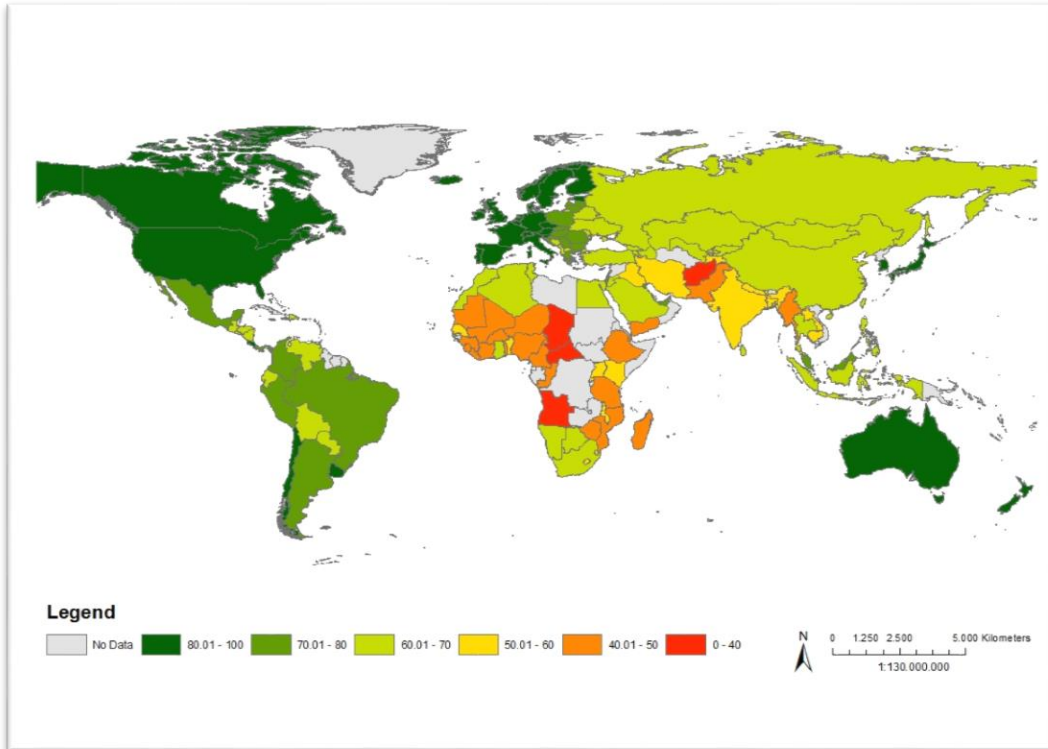 Legend
No Data 80.01 - 100 70.01 - 80 60.01 - 70 50.01 - 60 40.01 - 50 0 - 40
N
0 1.250 2.500 5.000 Kilometers
1:130.000.000